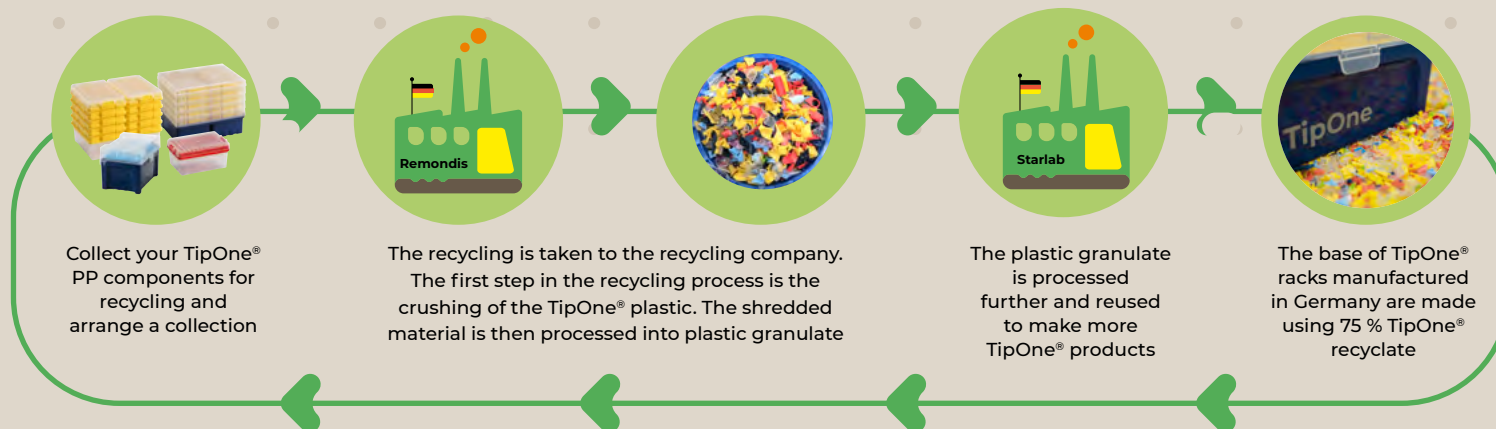 Remondis
Starlab
TipOne
Collect your TipOne®
PP components for
recycling and
arrange a collection
The recycling is taken to the recycling company.
The first step in the recycling process is the
crushing of the TipOne® plastic. The shredded
material is then processed into plastic granulate
The plastic granulate
is processed
further and reused
to make more
TipOne® products
The base of TipOne®
racks manufactured
in Germany are made
using 75 % TipOne®
recyclate